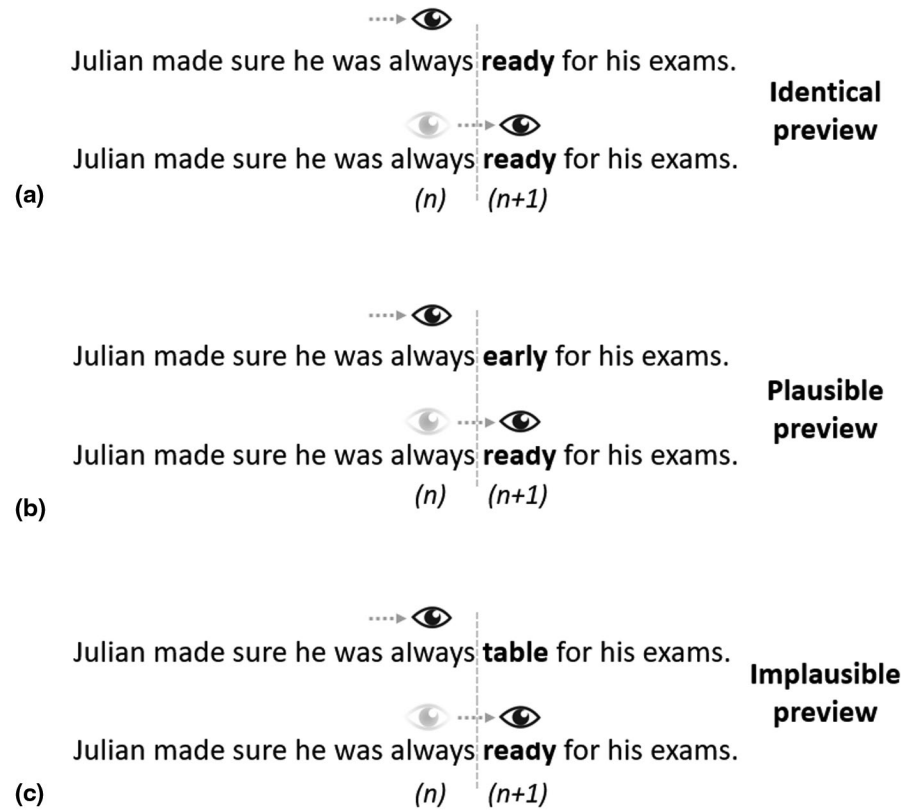 Julian made sure he was always ready for his exams.
Identical
preview
Julian made sure he was always ready for his exams.
(a)
(n) (n+1)
Julian made sure he was always early for his exams.
Plausible
preview
Julian made sure he was always ready for his exams.
(n) (n+1)
(b)
Julian made sure he was always table for his exams.
Implausible
preview
Julian made sure he was always ready for his exams.
(c)
(n) (n+1)